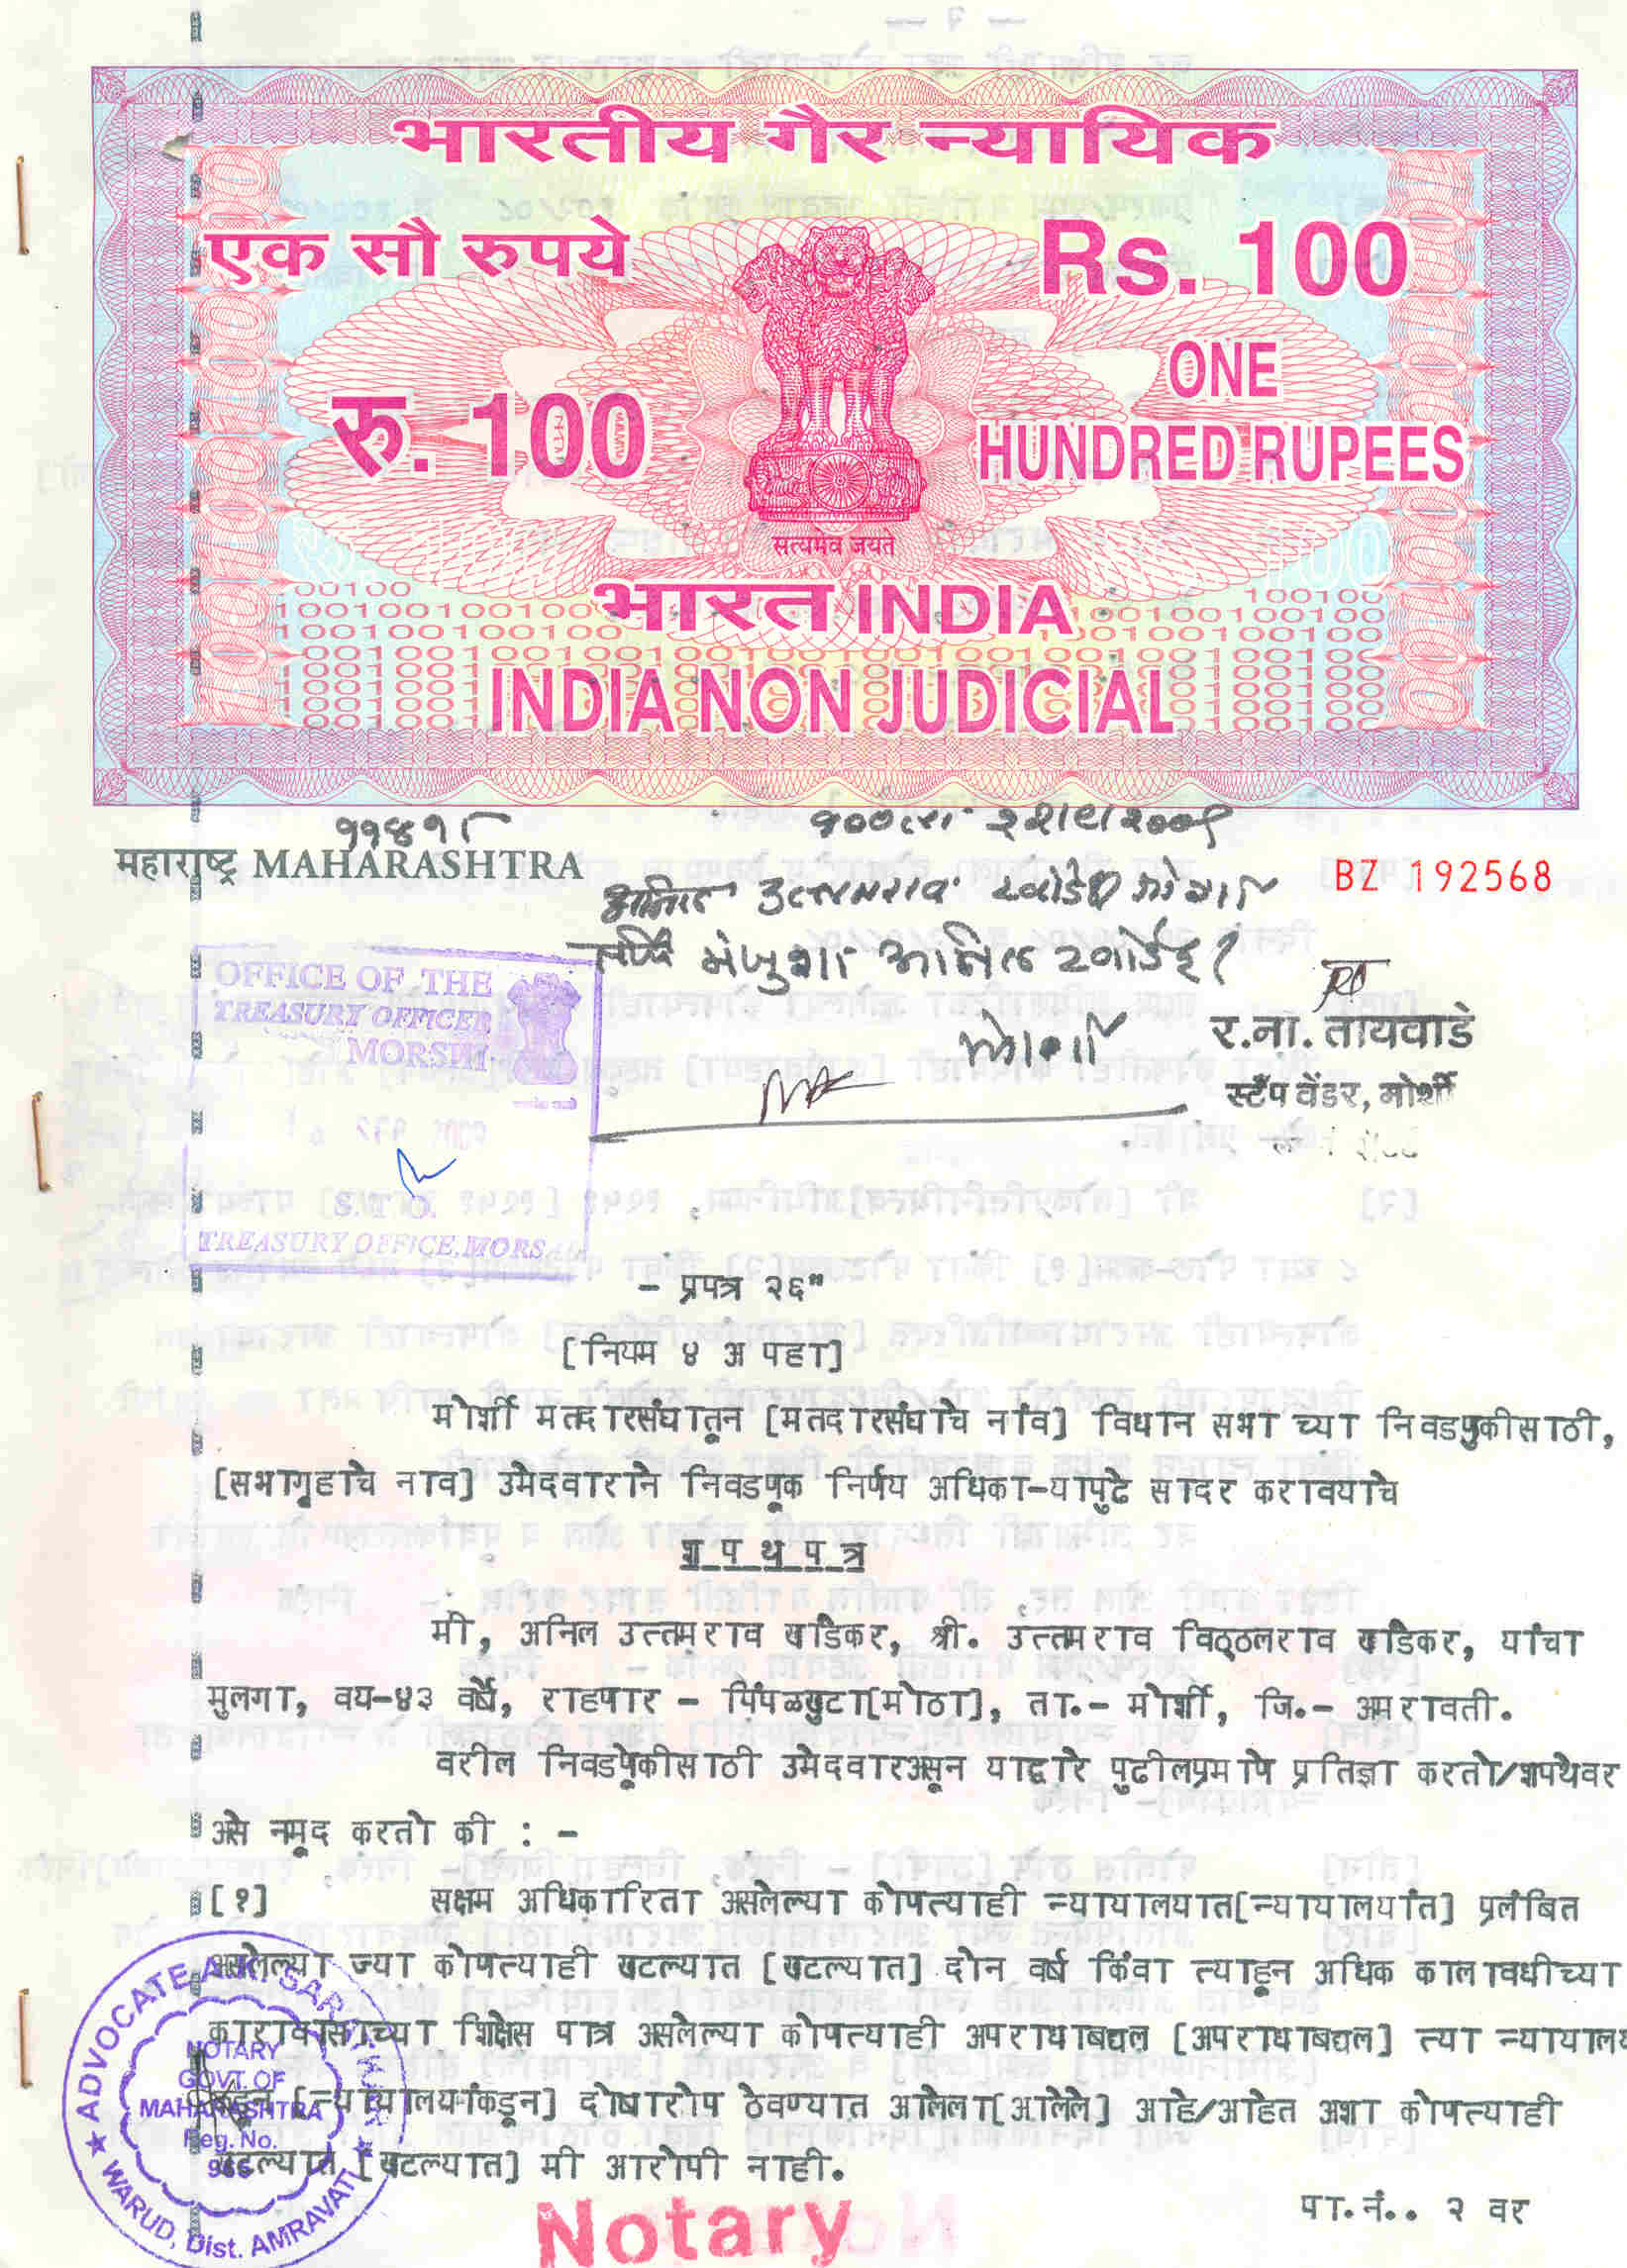 भारतीय गैर न्यायिक
एक सौ रुपये
Rs. 100
रु. 100
ONE
HUNDRED RUPEES
सत्यमेव जयते
भारत INDIA
INDIA NON JUDICIAL
महाराष्ट्र MAHARASHTRA
BZ 192568
OFFICE OF THE
TREASURY OFFICER
MORSHI
S.T.O.
TREASURY OFFICE, MORS
र.ना. तायवाडे
स्टॅंप वेंडर, मोर्शी
- प्रपत्र २६"
[नियम ४ अ पहा]
मोर्शी मतदारसंघातून [मतदारसंघाचे नांव] विधान सभा च्या निवडणुकीसाठी,
[सभागृहाचे नाव] उमेदवाराने निवडणूक निर्णय अधिका-यापुढे सादर करावयाचे
श प थ प त्र
मी, अनिल उत्तमराव खांडेकर, श्री. उत्तमराव विठ्ठलराव खांडेकर, यांचा
मुलगा, वय-४३ वर्षे, राहणार - पिंपळखुटा[मोठा], ता.- मोर्शी, जि.- अमरावती.
वरील निवडणूकीसाठी उमेदवारअसून याद्वारे पुढीलप्रमाणे प्रतिज्ञा करतो/शपथेवर
असे नमूद करतो की : -
[१] सक्षम अधिकारिता असलेल्या कोणत्याही न्यायालयात[न्यायालयांत] प्रलंबित
असलेल्या ज्या कोणत्याही खटल्यात [खटल्यात] दोन वर्ष किंवा त्याहून अधिक कालावधीच्या
कारावासाच्या शिक्षेस पात्र असलेल्या कोणत्याही अपराधाबद्दल [अपराधाबद्दल] त्या न्यायालय
कडून [न्यायालयांकडून] दोषारोप ठेवण्यात आलेला[आलेले] आहे/आहेत अशा कोणत्याही
खटल्यात [खटल्यात] मी आरोपी नाही.
पा.नं.. २ वर
NOTARY
GOVT. OF
MAHARASHTRA
Reg. No.
WARUD, Dist. AMRAVATI
Notary